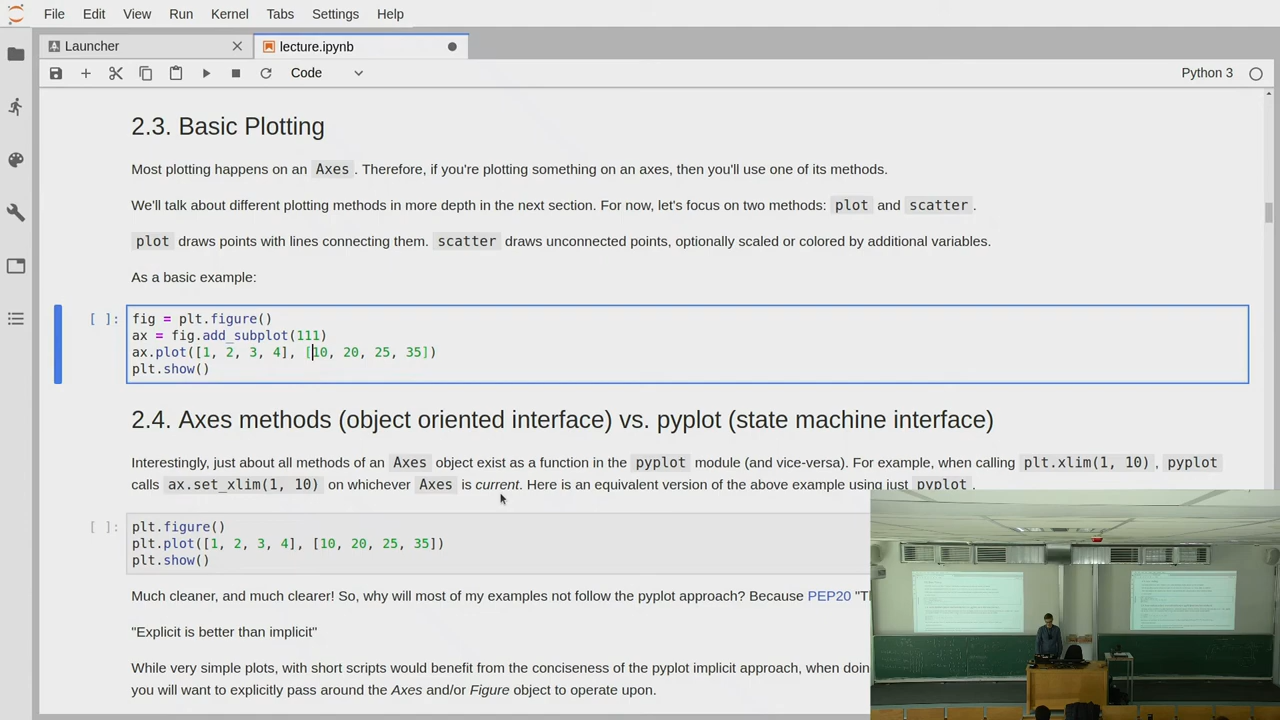 File Edit View Run Kernel Tabs Settings Help
Launcher
lecture.ipynb
Code
Python 3
2.3. Basic Plotting
Most plotting happens on an Axes. Therefore, if you're plotting something on an axes, then you'll use one of its methods.
We'll talk about different plotting methods in more depth in the next section. For now, let's focus on two methods: plot and scatter.
plot draws points with lines connecting them. scatter draws unconnected points, optionally scaled or colored by additional variables.
As a basic example:
[ ]: fig = plt.figure()
ax = fig.add_subplot(111)
ax.plot([1, 2, 3, 4], [10, 20, 25, 35])
plt.show()
2.4. Axes methods (object oriented interface) vs. pyplot (state machine interface)
Interestingly, just about all methods of an Axes object exist as a function in the pyplot module (and vice-versa). For example, when calling plt.xlim(1, 10), pyplot
calls ax.set_xlim(1, 10) on whichever Axes is current. Here is an equivalent version of the above example using just pyplot.
[ ]: plt.figure()
plt.plot([1, 2, 3, 4], [10, 20, 25, 35])
plt.show()
Much cleaner, and much clearer! So, why will most of my examples not follow the pyplot approach? Because PEP20
"Explicit is better than implicit"
While very simple plots, with short scripts would benefit from the conciseness of the pyplot implicit approach, when doin
you will want to explicitly pass around the Axes and/or Figure object to operate upon.